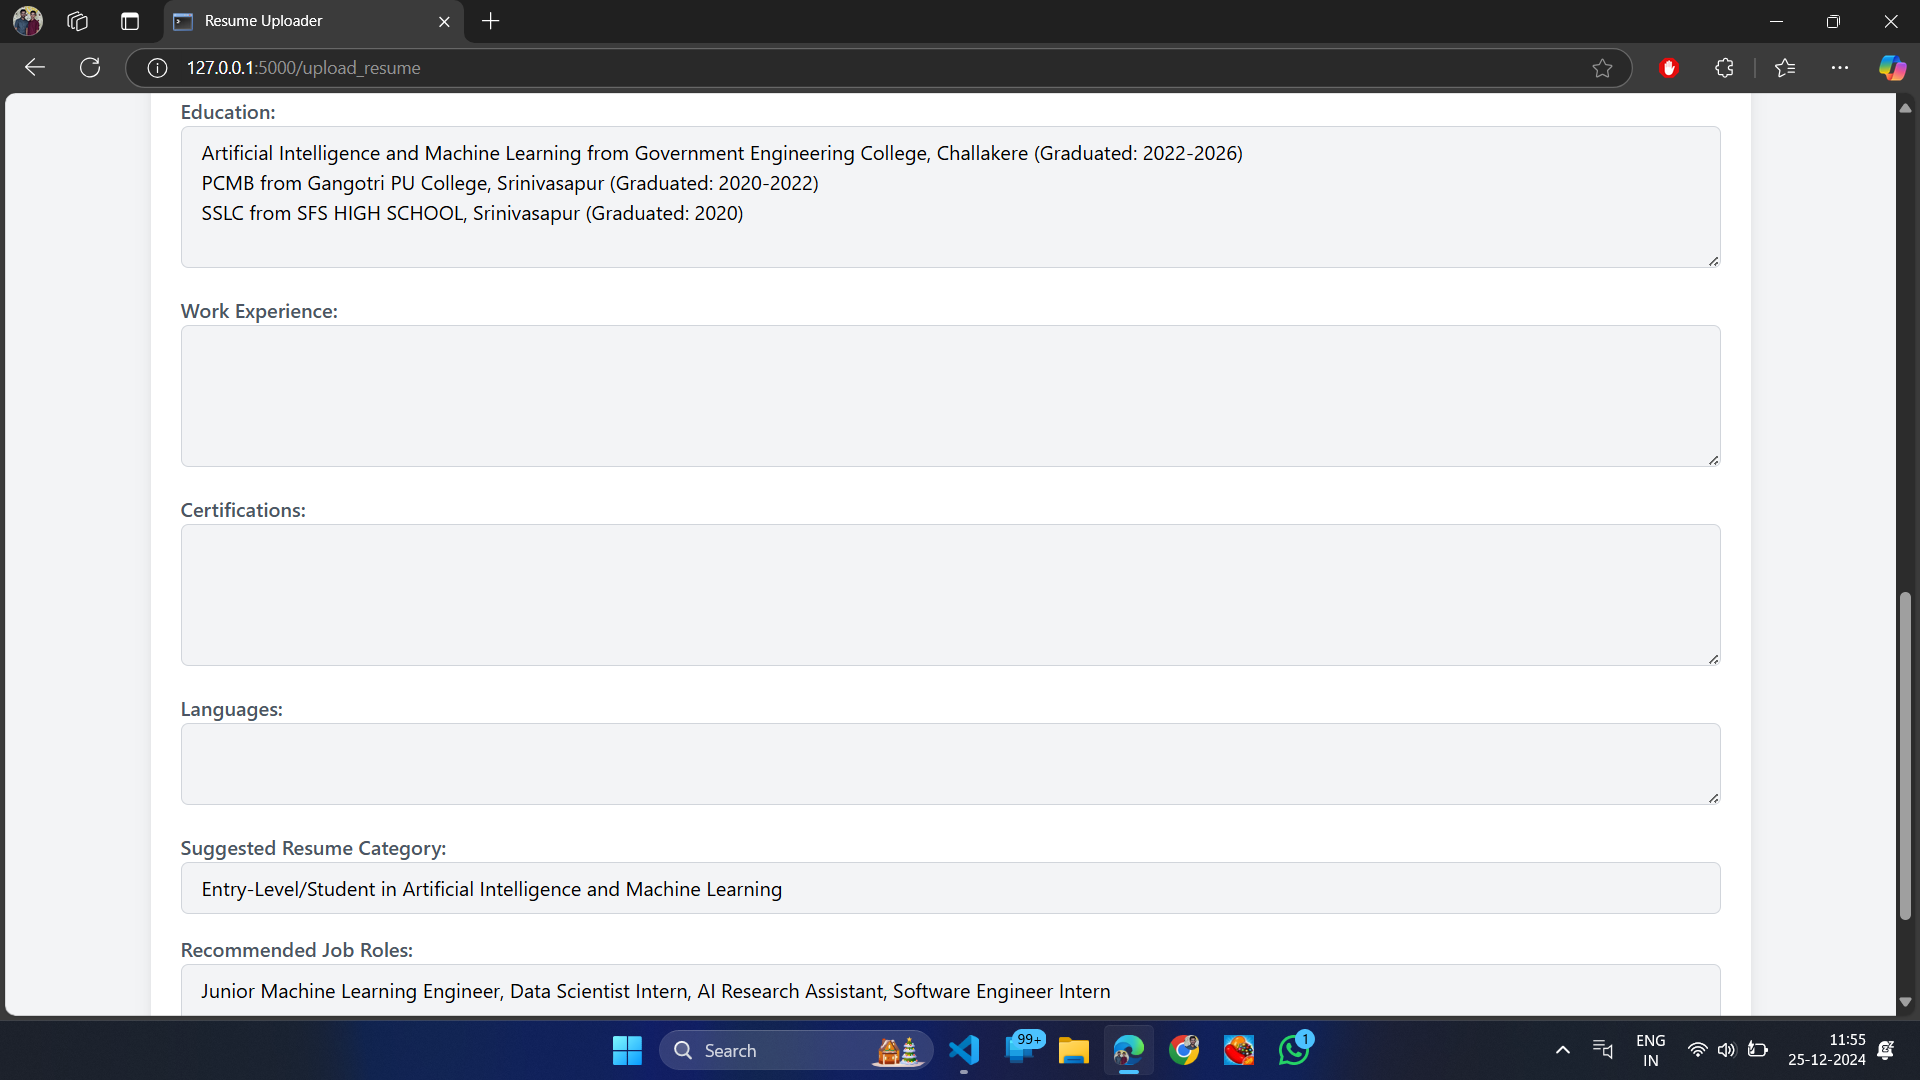 Resume Uploader
127.0.0.1:5000/upload_resume
Education:
Artificial Intelligence and Machine Learning from Government Engineering College, Challakere (Graduated: 2022-2026)
PCMB from Gangotri PU College, Srinivasapur (Graduated: 2020-2022)
SSLC from SFS HIGH SCHOOL, Srinivasapur (Graduated: 2020)
Work Experience:
Certifications:
Languages:
Suggested Resume Category:
Entry-Level/Student in Artificial Intelligence and Machine Learning
Recommended Job Roles:
Junior Machine Learning Engineer, Data Scientist Intern, AI Research Assistant, Software Engineer Intern
Search
99+
1
ENG
IN
11:55
25-12-2024